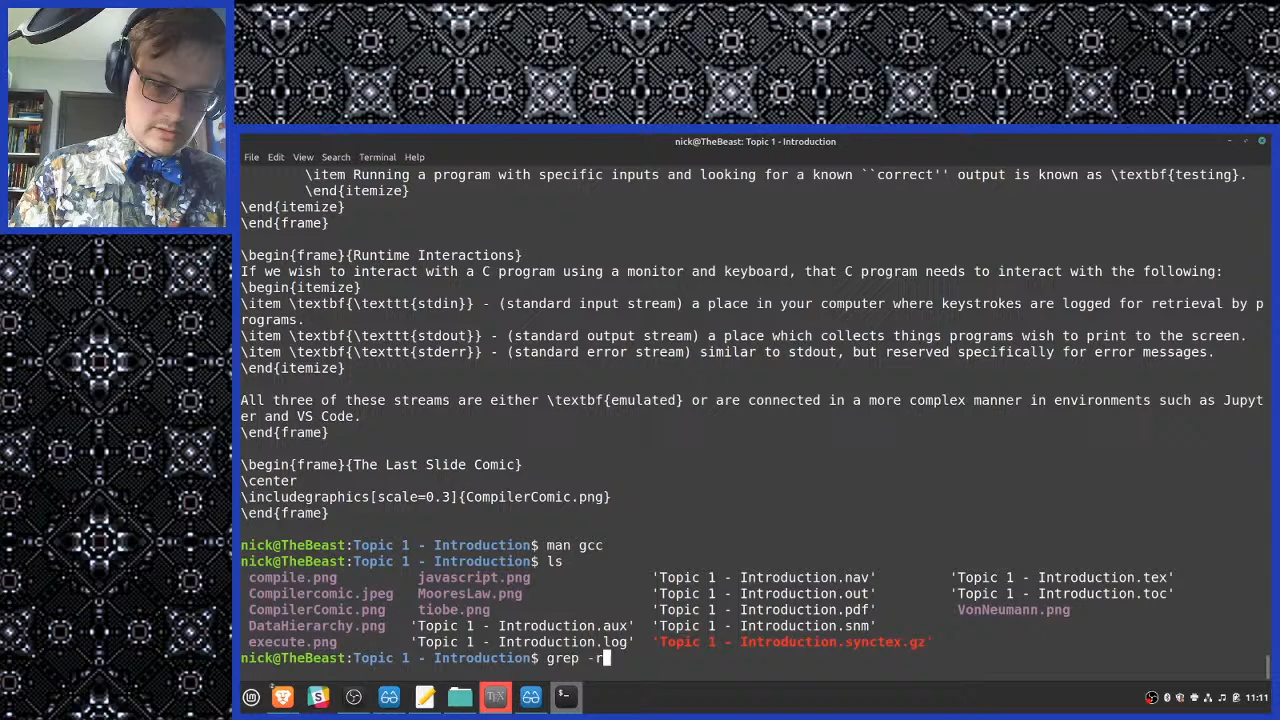 nick@TheBeast: Topic 1 - Introduction
File Edit View Search Terminal Help
\item Running a program with specific inputs and looking for a known ``correct'' output is known as \textbf{testing}.
\end{itemize}
\end{itemize}
\end{frame}
\begin{frame}{Runtime Interactions}
If we wish to interact with a C program using a monitor and keyboard, that C program needs to interact with the following:
\begin{itemize}
\item \textbf{\texttt{stdin}} - (standard input stream) a place in your computer where keystrokes are logged for retrieval by p
rograms.
\item \textbf{\texttt{stdout}} - (standard output stream) a place which collects things programs wish to print to the screen.
\item \textbf{\texttt{stderr}} - (standard error stream) similar to stdout, but reserved specifically for error messages.
\end{itemize}
All three of these streams are either \textbf{emulated} or are connected in a more complex manner in environments such as Jupyt
er and VS Code.
\end{frame}
\begin{frame}{The Last Slide Comic}
\center
\includegraphics[scale=0.3]{CompilerComic.png}
\end{frame}
nick@TheBeast:Topic 1 - Introduction$ man gcc
nick@TheBeast:Topic 1 - Introduction$ ls
compile.png javascript.png 'Topic 1 - Introduction.nav' 'Topic 1 - Introduction.tex'
Compilercomic.jpeg MooresLaw.png 'Topic 1 - Introduction.out' 'Topic 1 - Introduction.toc'
CompilerComic.png tiobe.png 'Topic 1 - Introduction.pdf' VonNeumann.png
DataHierarchy.png 'Topic 1 - Introduction.aux' 'Topic 1 - Introduction.snm'
execute.png 'Topic 1 - Introduction.log' 'Topic 1 - Introduction.synctex.gz'
nick@TheBeast:Topic 1 - Introduction$ grep -r
TEX
$_
11:11